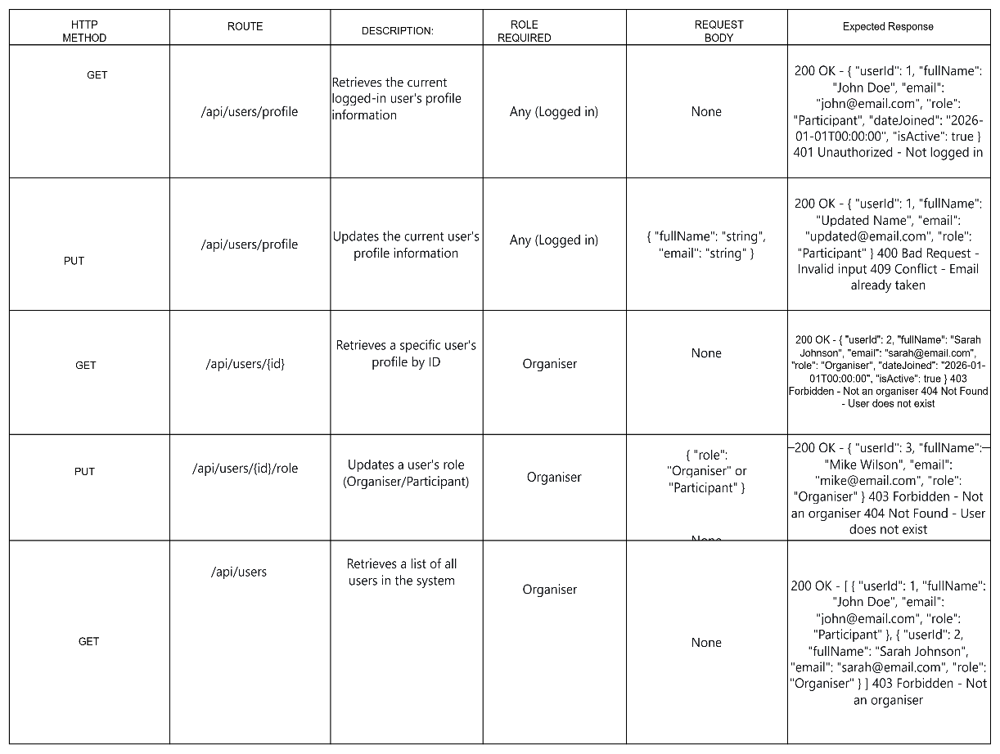 HTTP
METHOD
ROUTE
DESCRIPTION:
ROLE
REQUIRED
REQUEST
BODY
Expected Response
GET
/api/users/profile
Retrieves the current
logged-in user's profile
information
Any (Logged in)
None
200 OK - { "userId": 1, "fullName":
"John Doe", "email":
"john@email.com", "role":
"Participant", "dateJoined": "2026-
01-01T00:00:00", "isActive": true }
401 Unauthorized - Not logged in
PUT
/api/users/profile
Updates the current user's
profile information
Any (Logged in)
{ "fullName": "string",
"email": "string" }
200 OK - { "userId": 1, "fullName":
"Updated Name", "email":
"updated@email.com", "role":
"Participant" } 400 Bad Request -
Invalid input 409 Conflict - Email
already taken
GET
/api/users/{id}
Retrieves a specific user's
profile by ID
Organiser
None
200 OK - { "userId": 2, "fullName": "Sarah
Johnson", "email": "sarah@email.com",
"role": "Organiser", "dateJoined": "2026-01-
01T00:00:00", "isActive": true } 403
Forbidden - Not an organiser 404 Not Found
- User does not exist
PUT
/api/users/{id}/role
Updates a user's role
(Organiser/Participant)
Organiser
{ "role":
"Organiser" or
"Participant" }
None
200 OK - { "userId": 3, "fullName":
"Mike Wilson", "email":
"mike@email.com", "role":
"Organiser" } 403 Forbidden - Not
an organiser 404 Not Found - User
does not exist
GET
/api/users
Retrieves a list of all
users in the system
Organiser
None
200 OK - [ { "userId": 1, "fullName":
"John Doe", "email":
"john@email.com", "role":
"Participant" }, { "userId": 2,
"fullName": "Sarah Johnson",
"email": "sarah@email.com", "role":
"Organiser" } ] 403 Forbidden - Not
an organiser